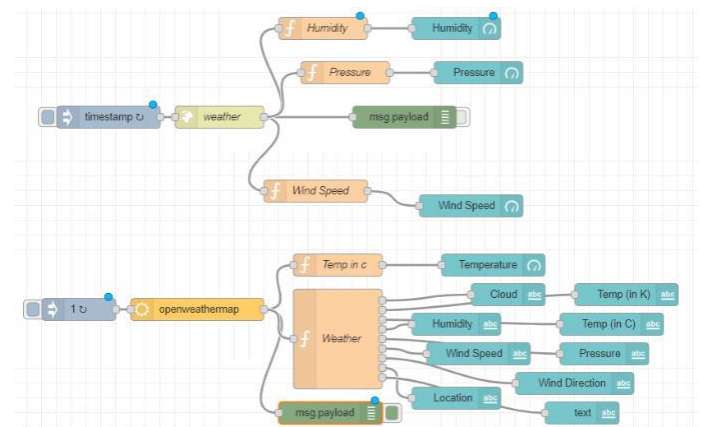 Humidity
Humidity
Pressure
Pressure
timestamp ↻
weather
msg.payload
Wind Speed
Wind Speed
Temp in c
Temperature
1 ↻
openweathermap
Weather
Cloud
abc
Temp (in K)
abc
Humidity
abc
Temp (in C)
abc
Wind Speed
abc
Pressure
abc
Wind Direction
abc
Location
abc
msg.payload
text
abc